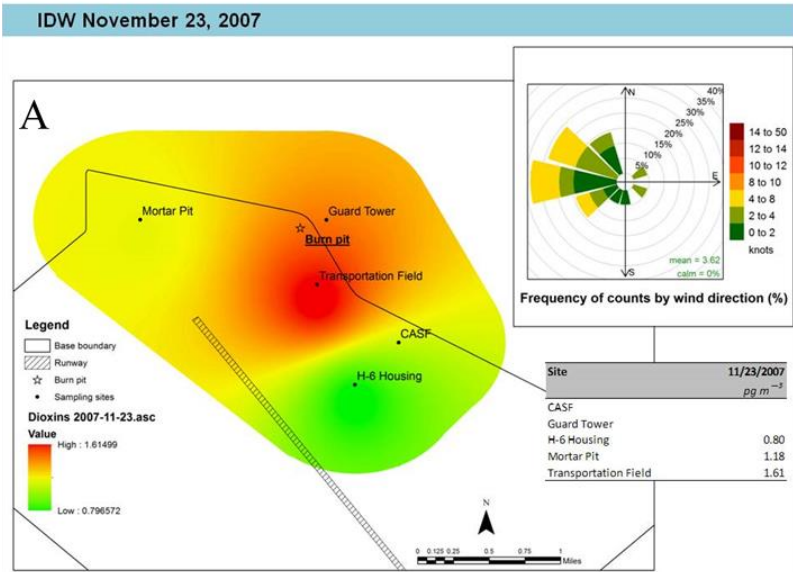 IDW November 23, 2007
A
Mortar Pit
Guard Tower
Burn pit
Transportation Field
CASF
H-6 Housing
Legend
Base boundary
Runway
Burn pit
Sampling sites
Dioxins 2007-11-23.asc
Value
High : 1.61499
Low : 0.796572
N
0 0.125 0.25 0.5 0.75 1
Miles
N
E
S
5%
10%
15%
20%
25%
30%
35%
40%
mean = 3.62
calm = 0%
14 to 50
12 to 14
10 to 12
8 to 10
4 to 8
2 to 4
0 to 2
knots
Frequency of counts by wind direction (%)
Site 11/23/2007
pg m⁻³
CASF
Guard Tower
H-6 Housing 0.80
Mortar Pit 1.18
Transportation Field 1.61